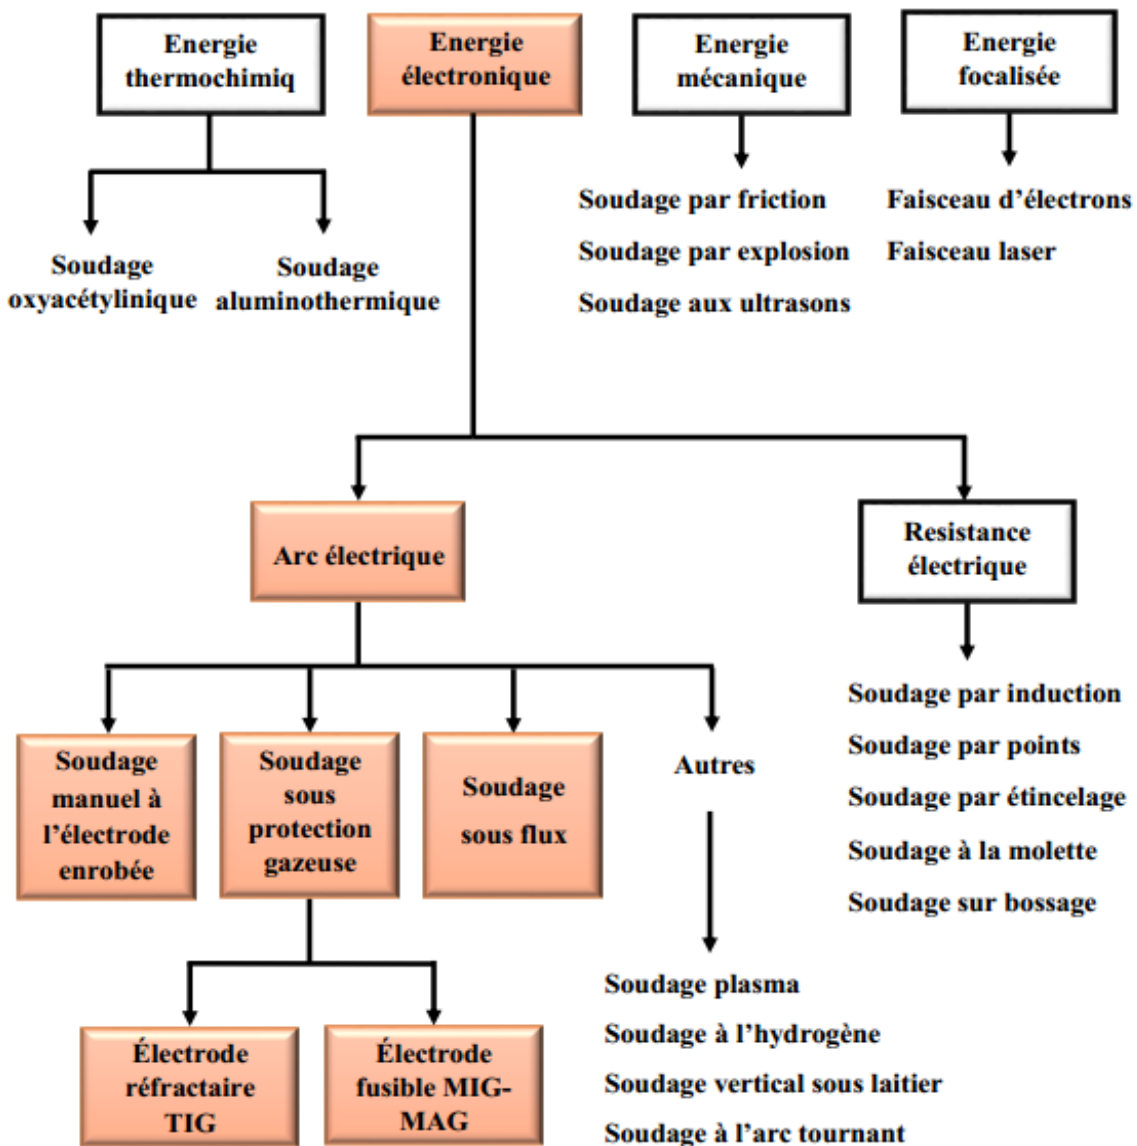 Energie
thermochimiq
Energie
électronique
Energie
mécanique
Energie
focalisée
Soudage
oxyacétylinique
Soudage
aluminothermique
Soudage par friction
Soudage par explosion
Soudage aux ultrasons
Faisceau d’électrons
Faisceau laser
Arc électrique
Resistance
électrique
Soudage
manuel à
l’électrode
enrobée
Soudage
sous
protection
gazeuse
Soudage
sous flux
Autres
Soudage par induction
Soudage par points
Soudage par étincelage
Soudage à la molette
Soudage sur bossage
Électrode
réfractaire
TIG
Électrode
fusible MIG-
MAG
Soudage plasma
Soudage à l’hydrogène
Soudage vertical sous laitier
Soudage à l’arc tournant